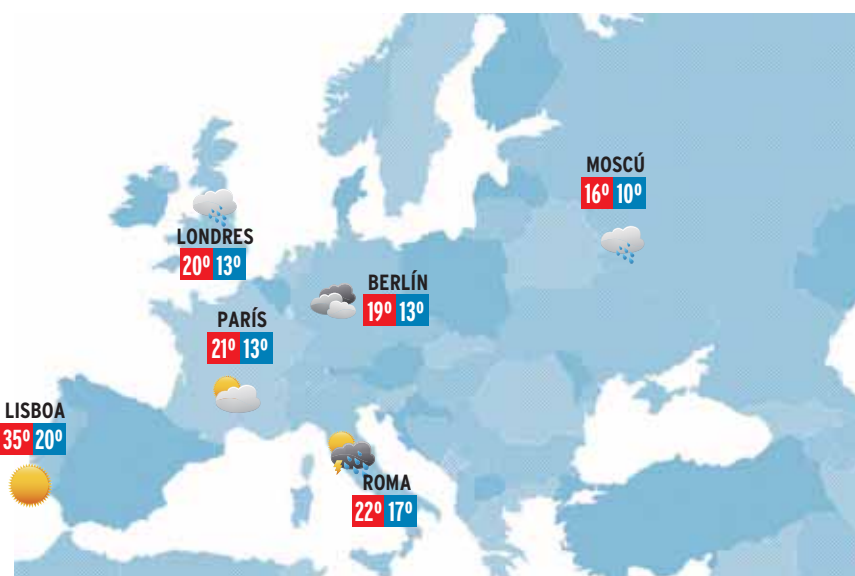 MOSCÚ
16º 10º
LONDRES
20º 13º
BERLÍN
19º 13º
PARÍS
21º 13º
LISBOA
35º 20º
ROMA
22º 17º